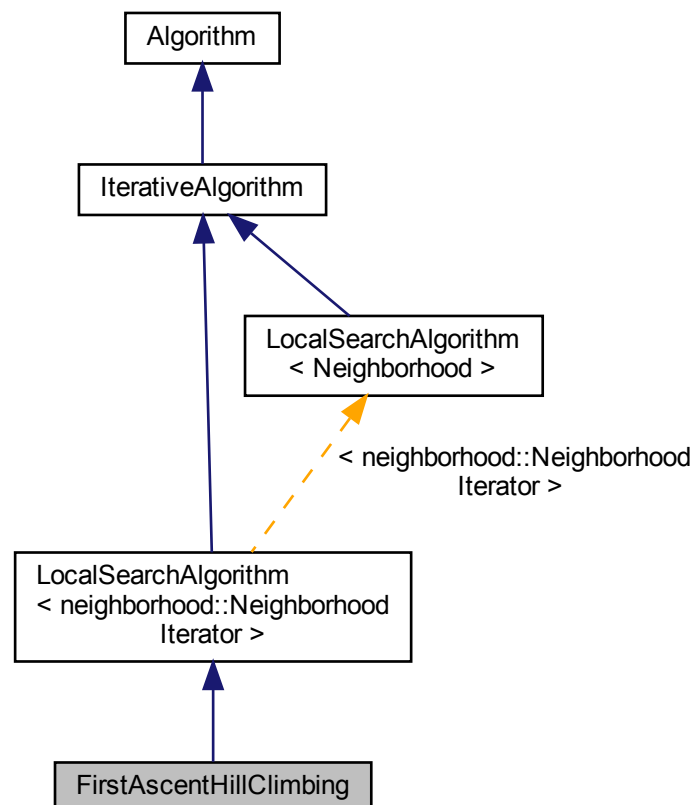 Algorithm
IterativeAlgorithm
LocalSearchAlgorithm
< Neighborhood >
< neighborhood::Neighborhood
Iterator >
LocalSearchAlgorithm
< neighborhood::Neighborhood
Iterator >
FirstAscentHillClimbing